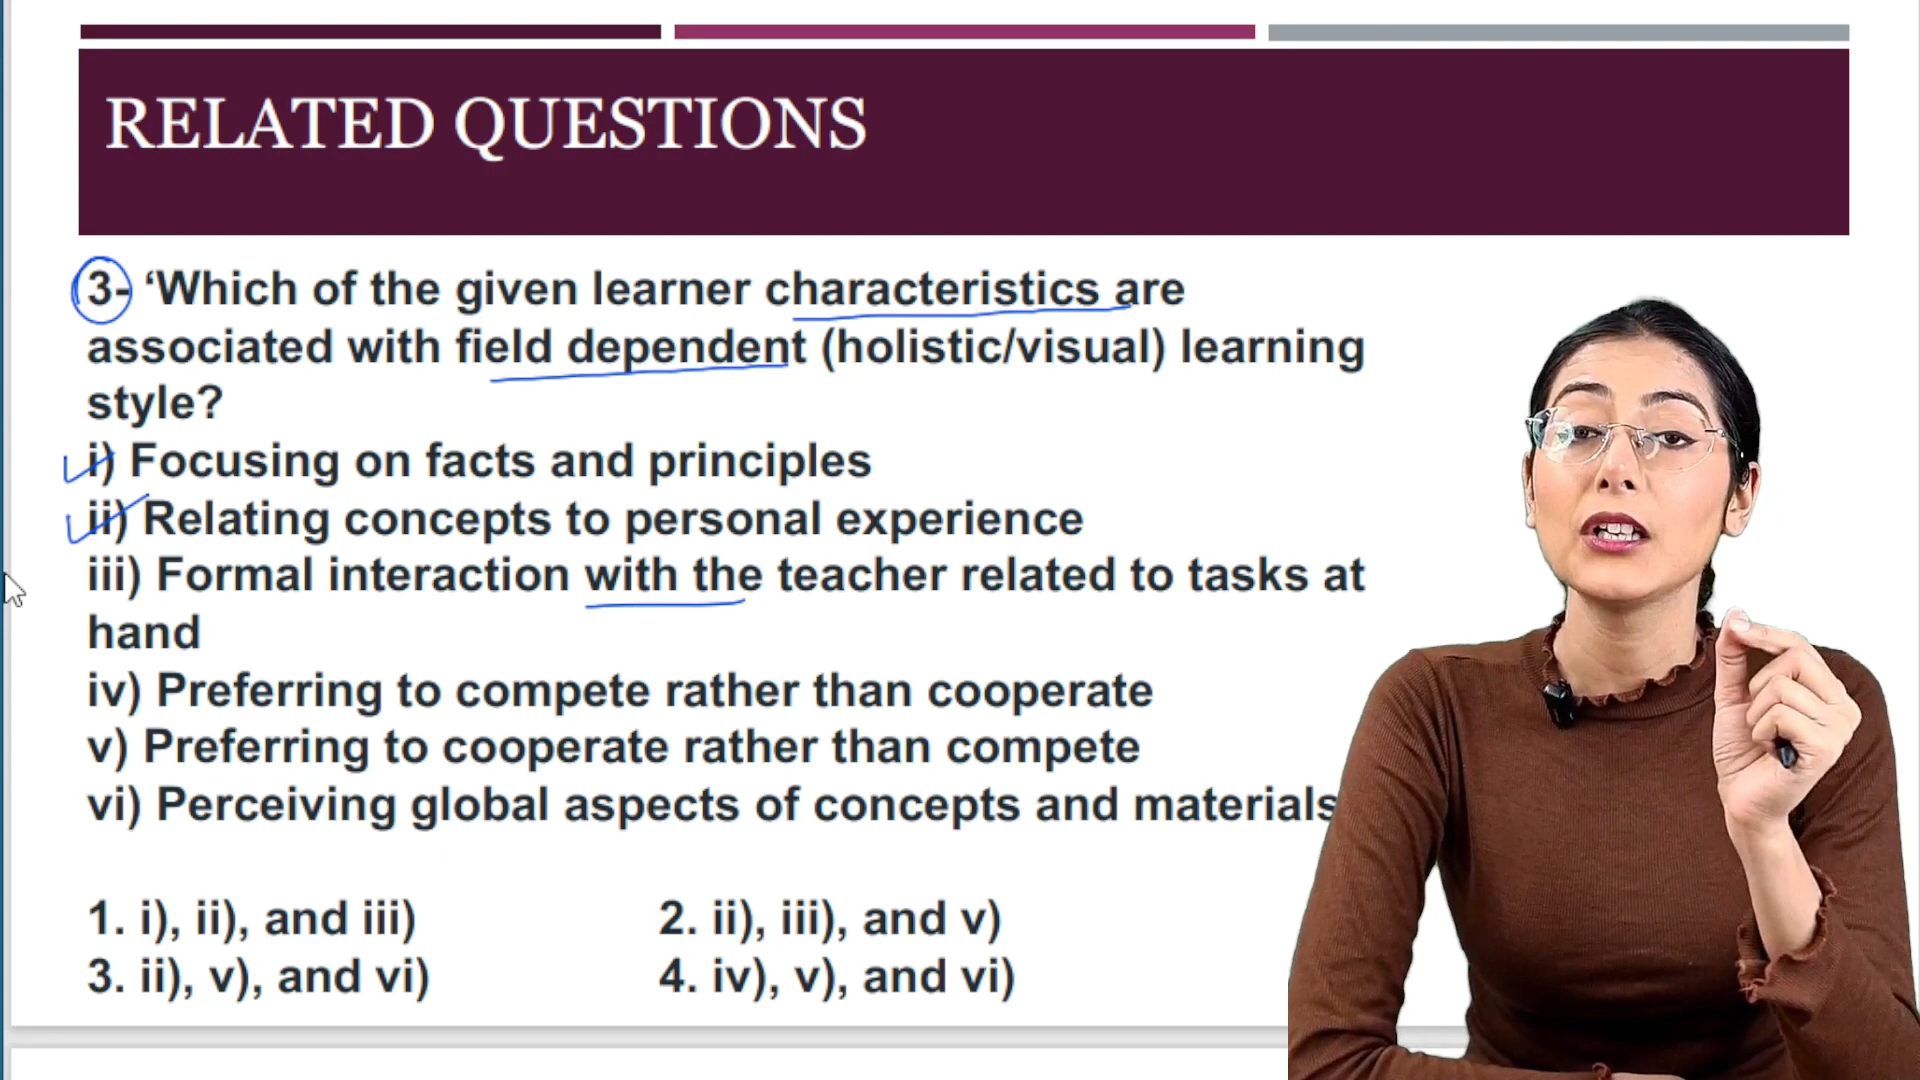 RELATED QUESTIONS
3- ‘Which of the given learner characteristics are
associated with field dependent (holistic/visual) learning
style?
i) Focusing on facts and principles
ii) Relating concepts to personal experience
iii) Formal interaction with the teacher related to tasks at
hand
iv) Preferring to compete rather than cooperate
v) Preferring to cooperate rather than compete
vi) Perceiving global aspects of concepts and materials
1. i), ii), and iii)
2. ii), iii), and v)
3. ii), v), and vi)
4. iv), v), and vi)